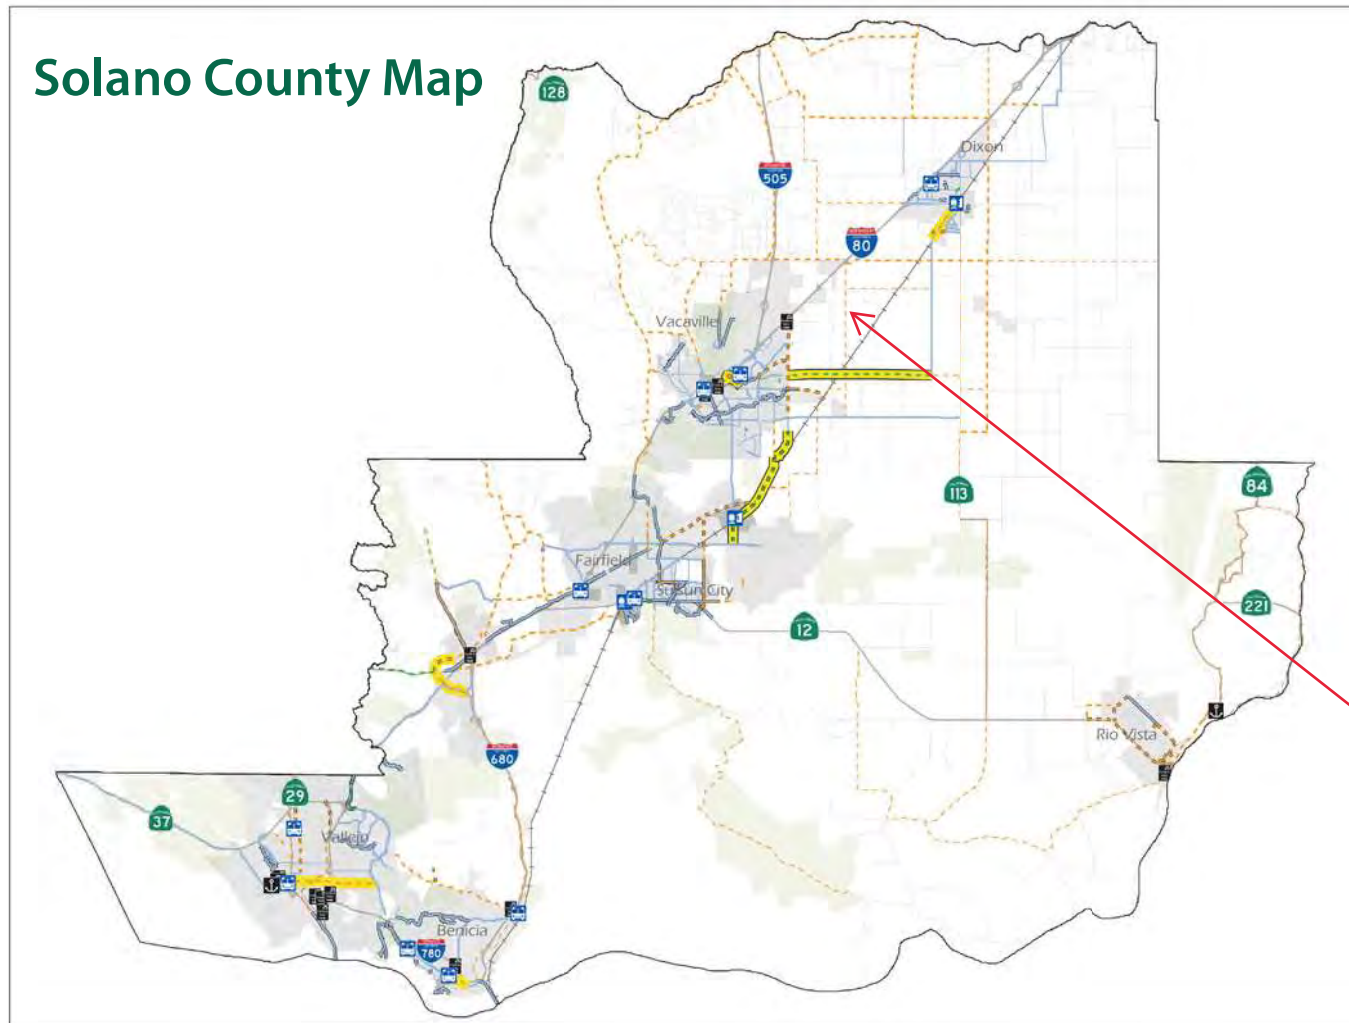 Solano County Map
128
Dixon
505
80
Vacaville
84
113
Fairfield
Suisun City
221
12
Rio Vista
680
29
37
Vallejo
Benicia
780